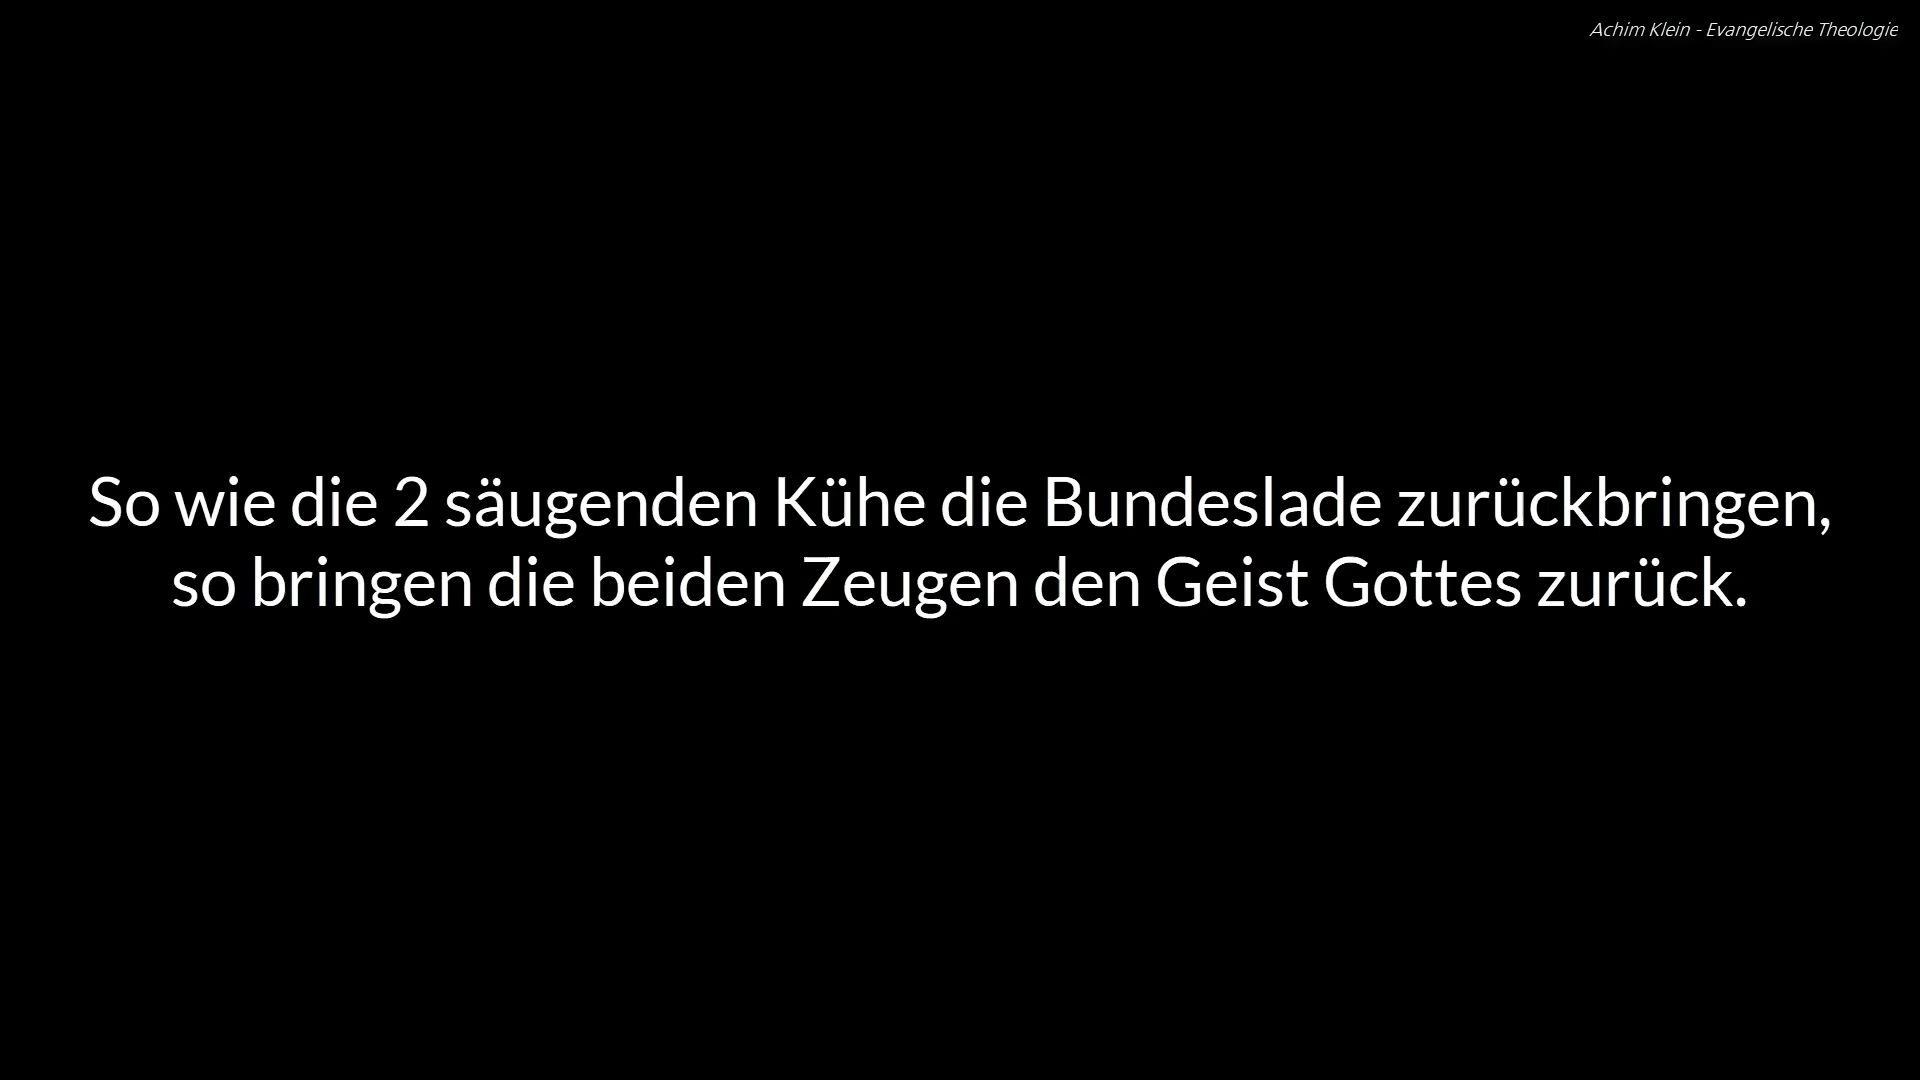 Achim Klein - Evangelische Theologie
So wie die 2 säugenden Kühe die Bundeslade zurückbringen,
so bringen die beiden Zeugen den Geist Gottes zurück.